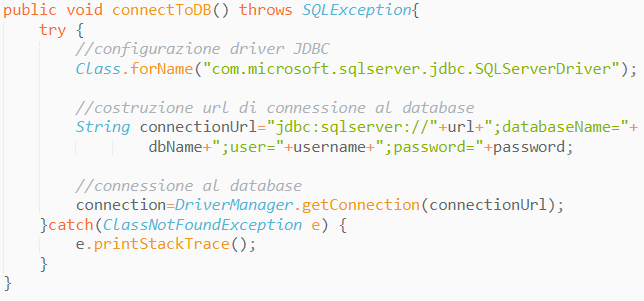 public void connectToDB() throws SQLException{
try {
//configurazione driver JDBC
Class.forName("com.microsoft.sqlserver.jdbc.SQLServerDriver");
//costruzione url di connessione al database
String connectionUrl="jdbc:sqlserver://"+url+";databaseName="+
dbName+";user="+username+";password="+password;
//connessione al database
connection=DriverManager.getConnection(connectionUrl);
}catch(ClassNotFoundException e) {
e.printStackTrace();
}
}